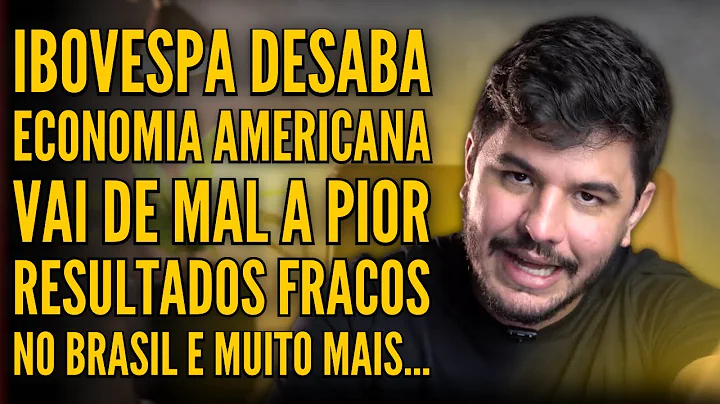 IBOVESPA DESABA
ECONOMIA AMERICANA
VAI DE MAL A PIOR
RESULTADOS FRACOS
NO BRASIL E MUITO MAIS...